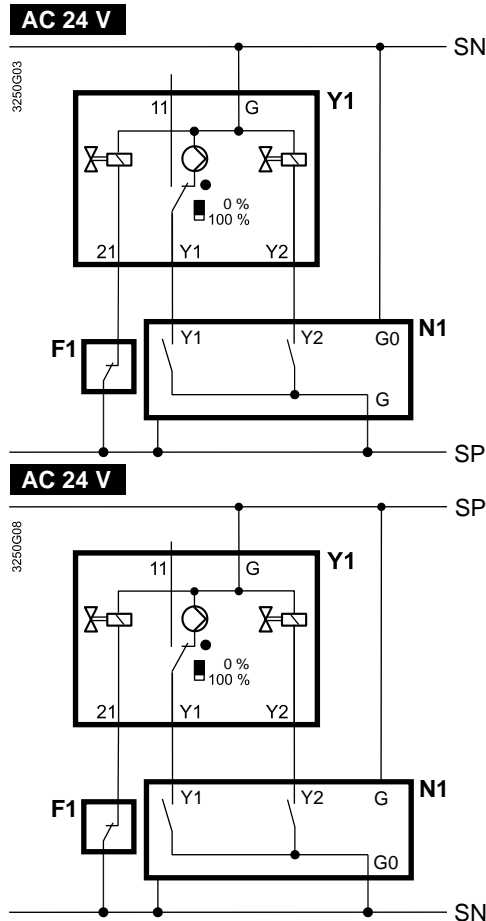 AC 24 V
SN
3250G03
Y1
11 G
0 %
100 %
21 Y1 Y2
F1
N1
Y1 Y2 G0
G
SP
AC 24 V
SP
3250G08
Y1
11 G
0 %
100 %
21 Y1 Y2
F1
N1
Y1 Y2 G
G0
SN